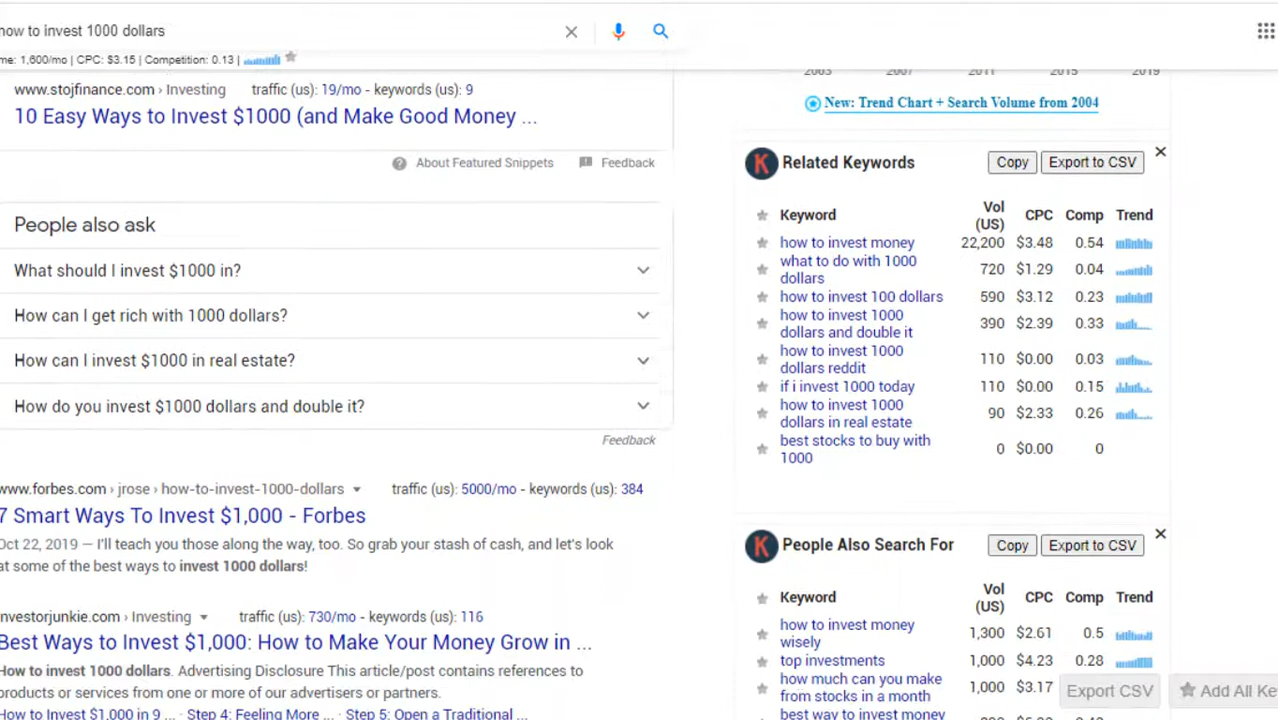 now to invest 1000 dollars
me: 1,600/mo | CPC: $3.15 | Competition: 0.13 |
www.stojfinance.com › Investing traffic (us): 19/mo - keywords (us): 9
10 Easy Ways to Invest $1000 (and Make Good Money ...
About Featured Snippets Feedback
People also ask
What should I invest $1000 in?
How can I get rich with 1000 dollars?
How can I invest $1000 in real estate?
How do you invest $1000 dollars and double it?
Feedback
www.forbes.com › jrose › how-to-invest-1000-dollars traffic (us): 5000/mo - keywords (us): 384
7 Smart Ways To Invest $1,000 - Forbes
Oct 22, 2019 — I'll teach you those along the way, too. So grab your stash of cash, and let's look
at some of the best ways to invest 1000 dollars!
nvestorjunkie.com › Investing traffic (us): 730/mo - keywords (us): 116
Best Ways to Invest $1,000: How to Make Your Money Grow in ...
How to invest 1000 dollars. Advertising Disclosure This article/post contains references to
products or services from one or more of our advertisers or partners.
How to Invest $1,000 in 9 ... · Step 4: Feeling More ... · Step 5: Open a Traditional ...
2003 2007 2011 2015 2019
New: Trend Chart + Search Volume from 2004
K Related Keywords Copy Export to CSV
Keyword Vol (US) CPC Comp Trend
how to invest money 22,200 $3.48 0.54
what to do with 1000
dollars 720 $1.29 0.04
how to invest 100 dollars 590 $3.12 0.23
how to invest 1000
dollars and double it 390 $2.39 0.33
how to invest 1000
dollars reddit 110 $0.00 0.03
if i invest 1000 today 110 $0.00 0.15
how to invest 1000
dollars in real estate 90 $2.33 0.26
best stocks to buy with
1000 0 $0.00 0
K People Also Search For Copy Export to CSV
Keyword Vol (US) CPC Comp Trend
how to invest money
wisely 1,300 $2.61 0.5
top investments 1,000 $4.23 0.28
how much can you make
from stocks in a month 1,000 $3.17
best way to invest money
Export CSV Add All Ke